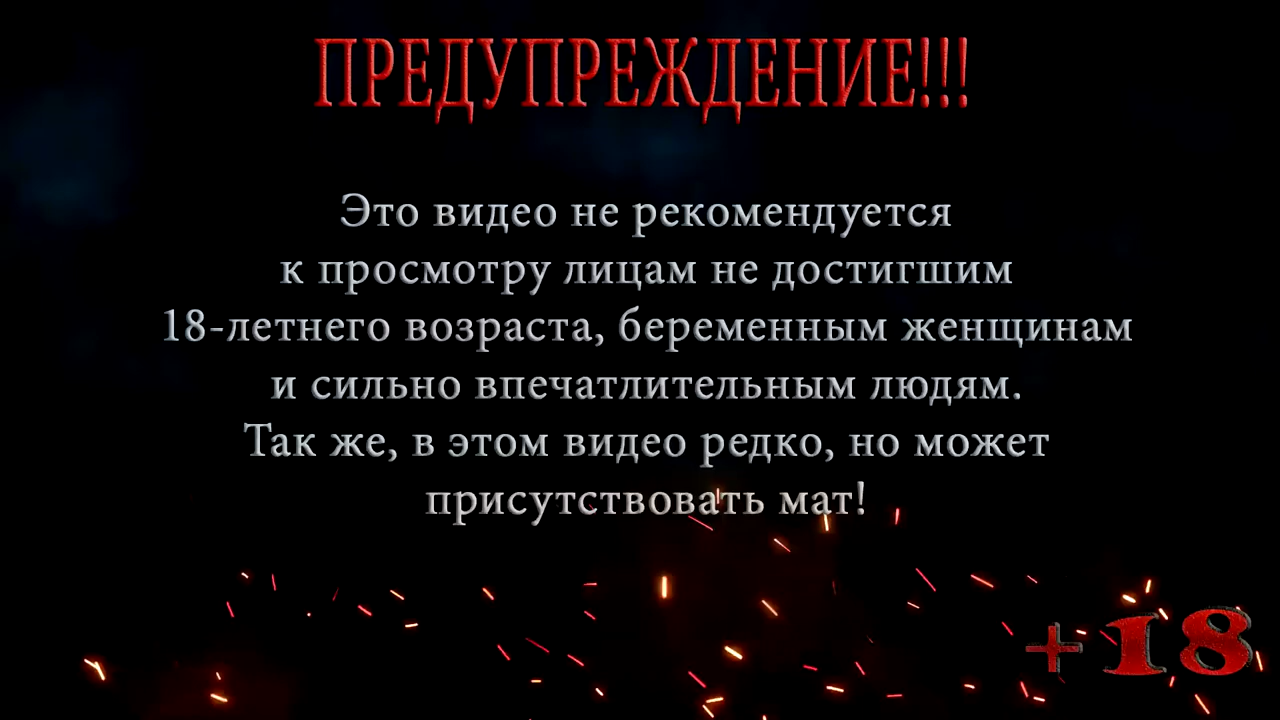 ПРЕДУПРЕЖДЕНИЕ!!!
Это видео не рекомендуется
к просмотру лицам не достигшим
18-летнего возраста, беременным женщинам
и сильно впечатлительным людям.
Так же, в этом видео редко, но может
присутствовать мат!
+18